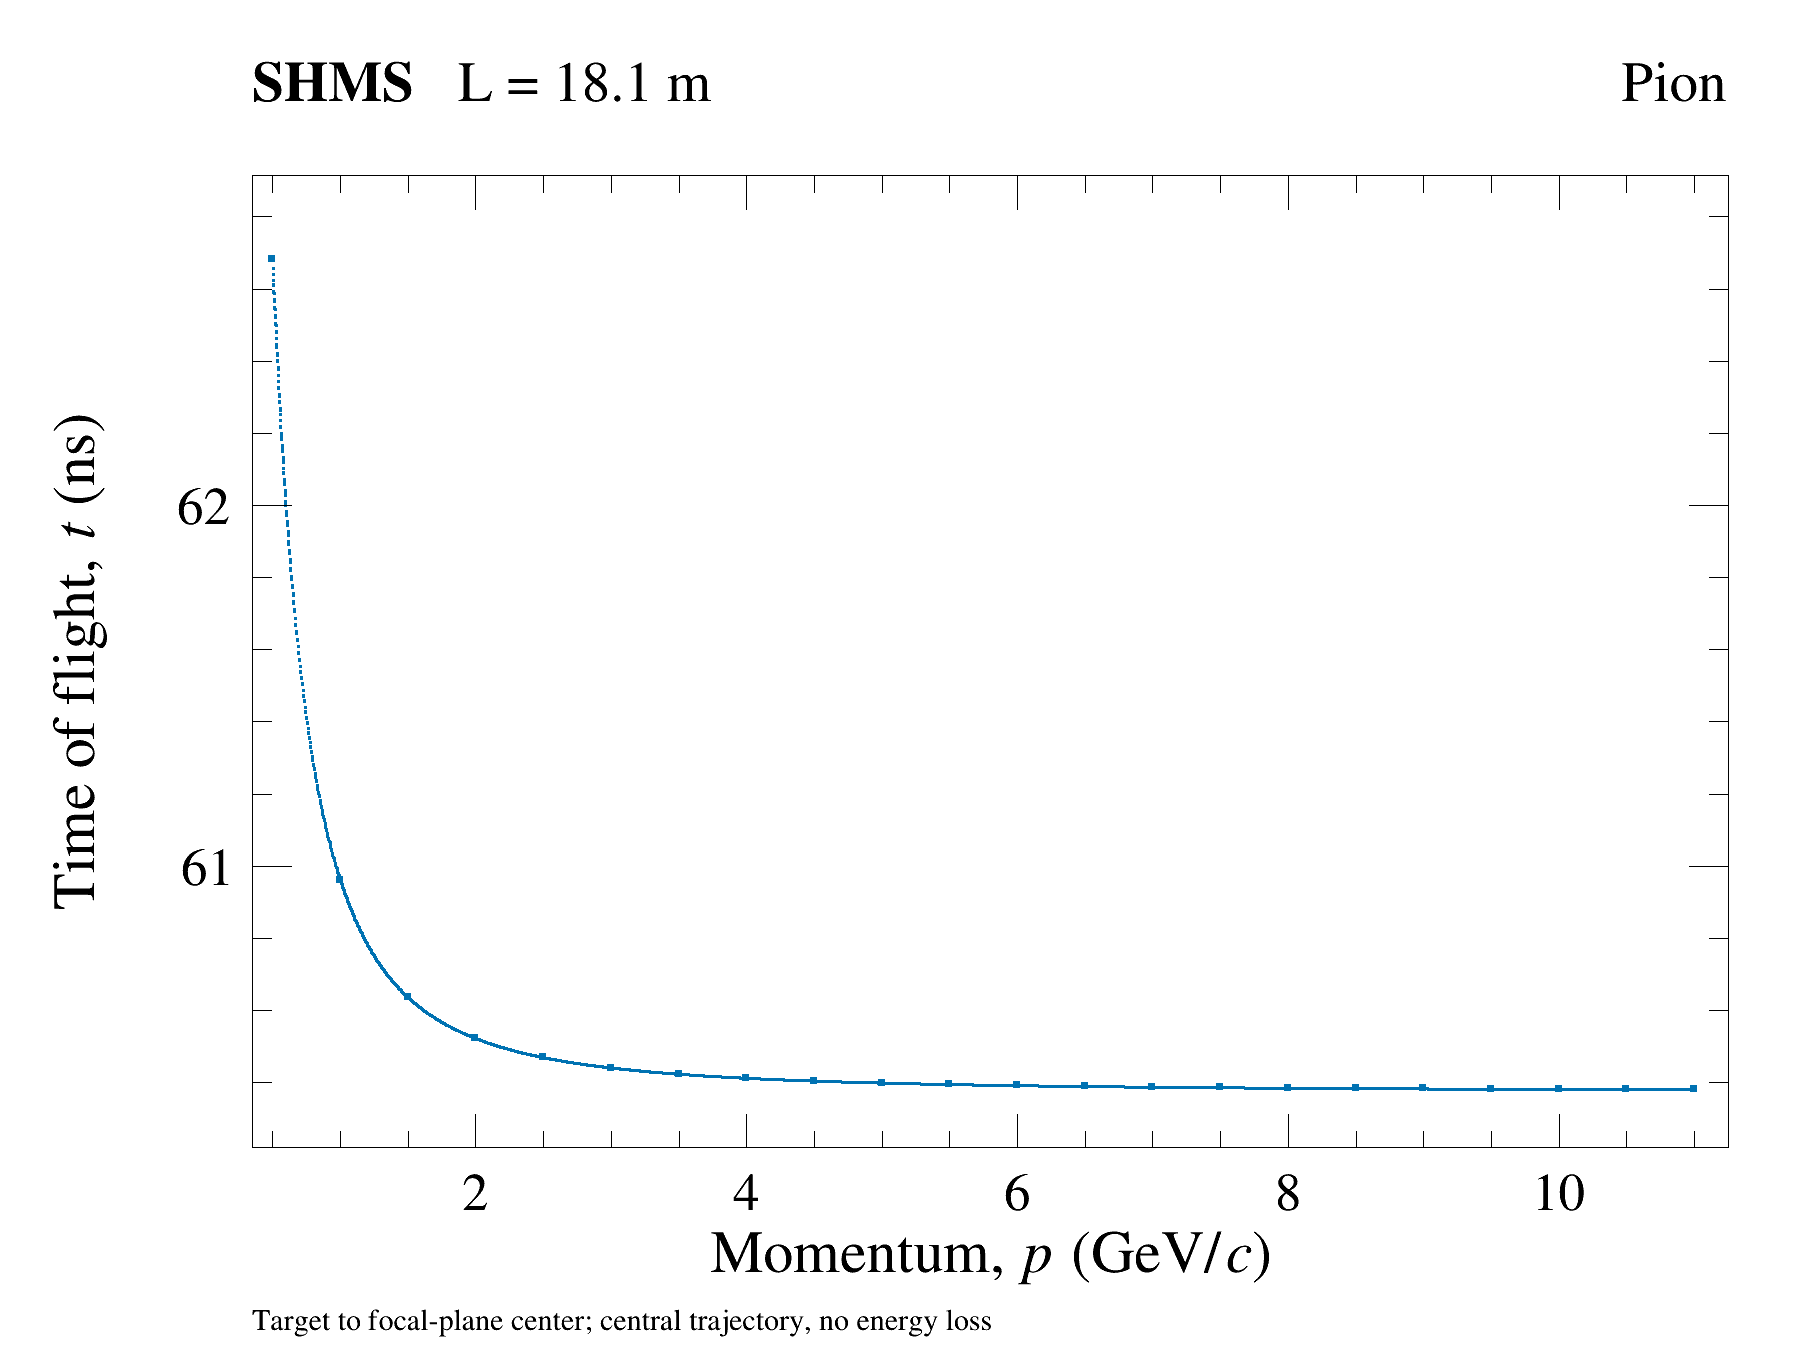 SHMS L = 18.1 m
Pion
Time of flight, t (ns)
62
61
2 4 6 8 10
Momentum, p (GeV/c)
Target to focal-plane center; central trajectory, no energy loss